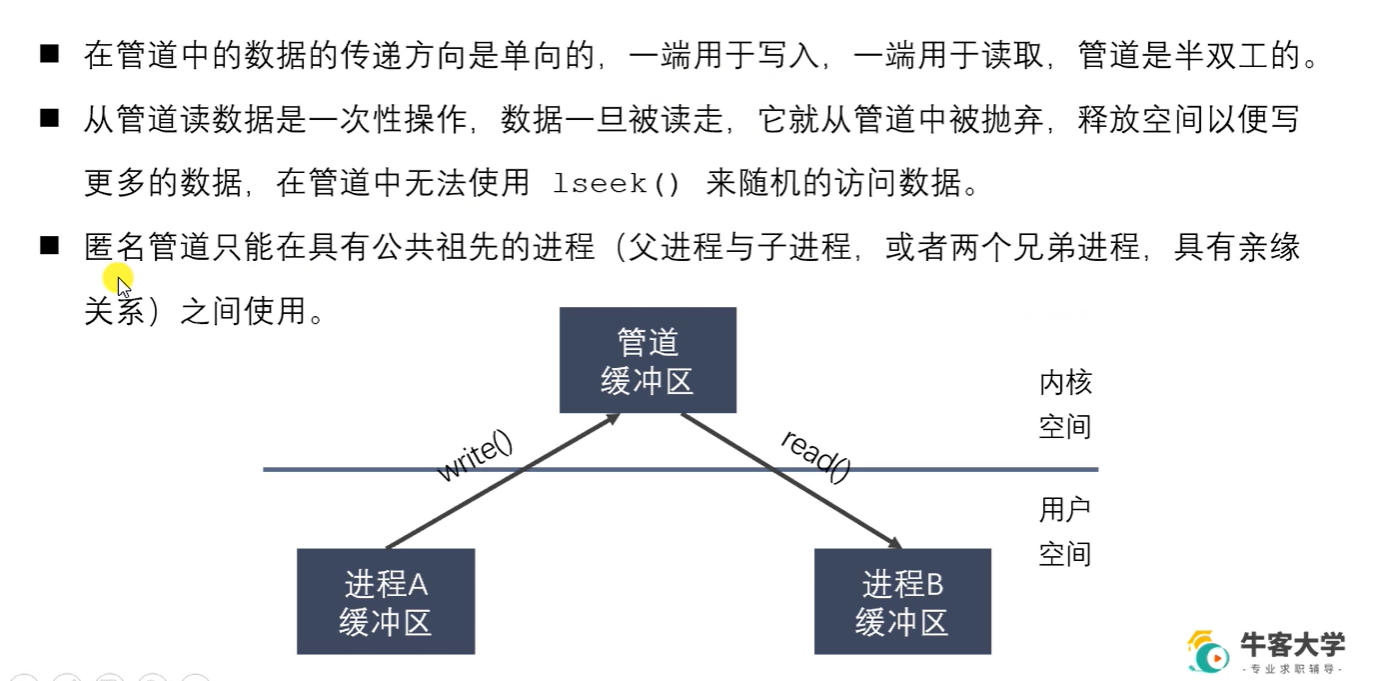 ■ 在管道中的数据的传递方向是单向的，一端用于写入，一端用于读取，管道是半双工的。
■ 从管道读数据是一次性操作，数据一旦被读走，它就从管道中被抛弃，释放空间以便写
更多的数据，在管道中无法使用 lseek() 来随机的访问数据。
■ 匿名管道只能在具有公共祖先的进程（父进程与子进程，或者两个兄弟进程，具有亲缘
关系）之间使用。
管道
缓冲区
内核
空间
write()
read()
用户
空间
进程A
缓冲区
进程B
缓冲区
牛客大学
-专业求职辅导-